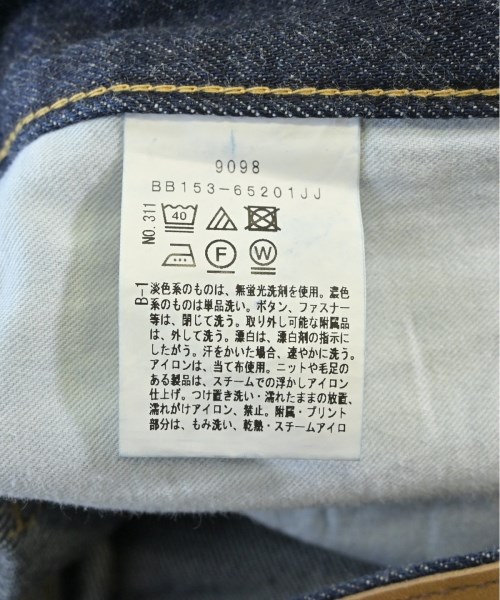 9098
BB153-65201JJ
NO.311
40
F
W
B-1
淡色系のものは、無蛍光洗剤を使用。濃色
系のものは単品洗い。ボタン、ファスナー
等は、閉じて洗う。取り外し可能な附属品
は、外して洗う。漂白は、漂白剤の指示に
したがう。汗をかいた場合、速やかに洗う。
アイロンは、当て布使用。ニットや毛足の
ある製品は、スチームでの浮かしアイロン
仕上げ。つけ置き洗い・濡れたままの放置、
濡れがけアイロン、禁止。附属・プリント
部分は、もみ洗い、乾熱・スチームアイロ